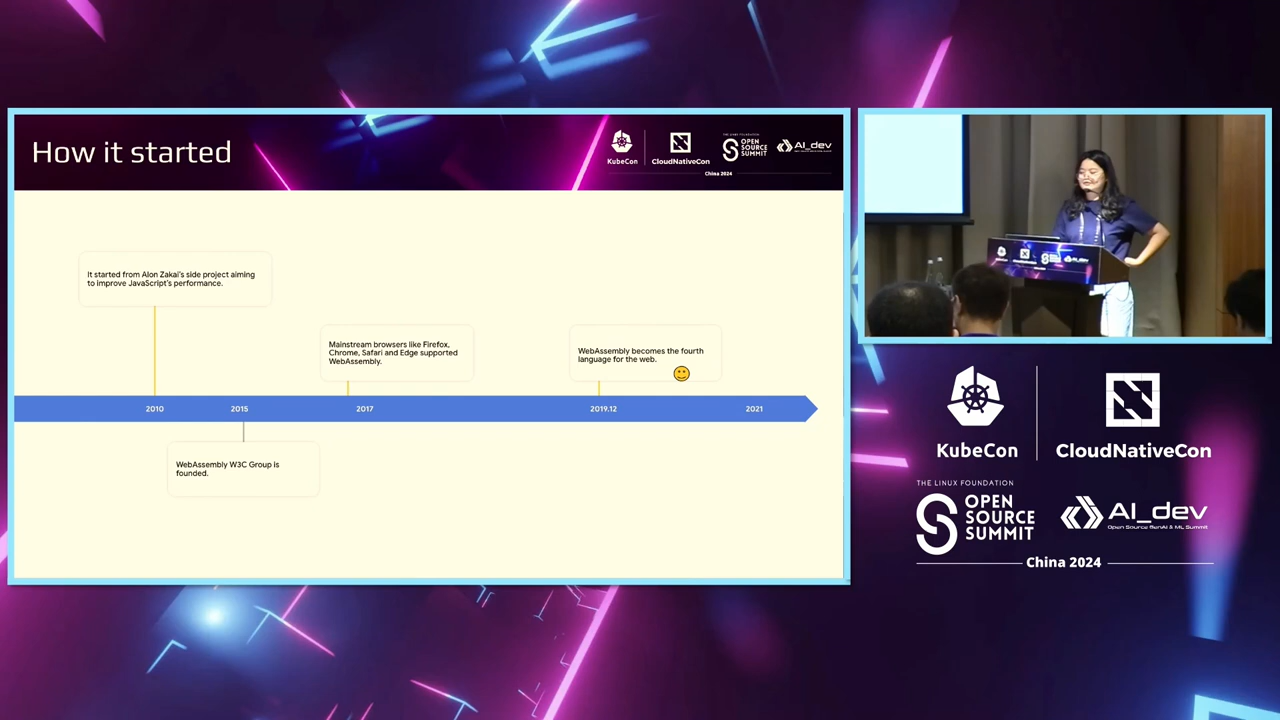 How it started
KubeCon
CloudNativeCon
THE LINUX FOUNDATION
OPEN
SOURCE
SUMMIT
AI_dev
China 2024
It started from Alon Zakai's side project aiming
to improve JavaScript's performance.
Mainstream browsers like Firefox,
Chrome, Safari and Edge supported
WebAssembly.
WebAssembly becomes the fourth
language for the web.
2010
2015
2017
2019.12
2021
WebAssembly W3C Group is
founded.
KubeCon
CloudNativeCon
THE LINUX FOUNDATION
OPEN
SOURCE
SUMMIT
AI_dev
Open Source GenAI & ML Summit
China 2024